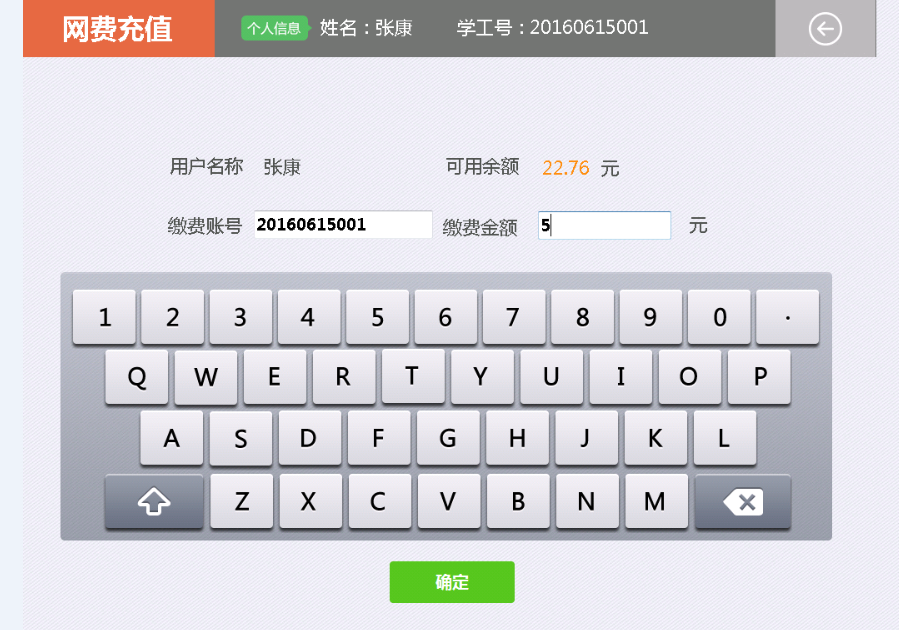 网费充值 个人信息 姓名：张康 学工号：20160615001
用户名称 张康 可用余额 22.76 元
缴费账号 20160615001 缴费金额 5 元
1 2 3 4 5 6 7 8 9 0 ·
Q W E R T Y U I O P
A S D F G H J K L
Z X C V B N M
确定